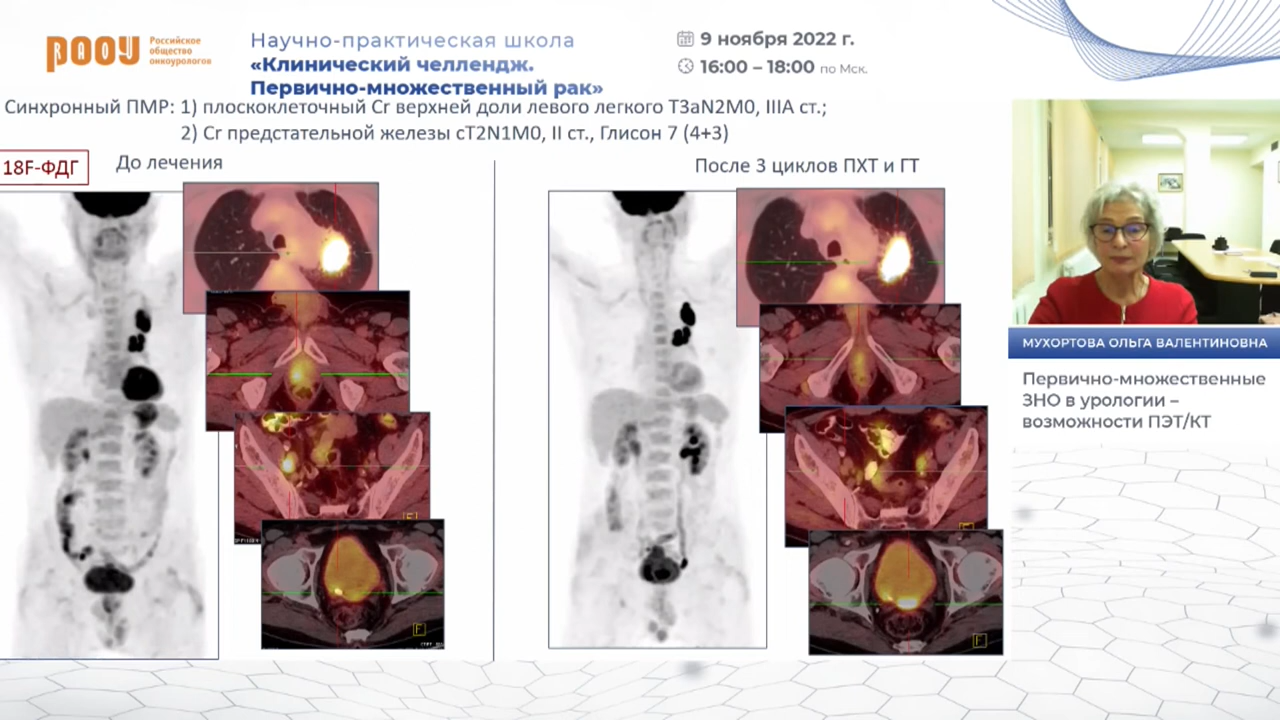 РАОУ
Российское
общество
онкоурологов
Научно-практическая школа
«Клинический челлендж.
Первично-множественный рак»
9 ноября 2022 г.
16:00 – 18:00 по Мск.
Синхронный ПМР: 1) плоскоклеточный Cr верхней доли левого легкого T3aN2M0, IIIA ст.;
2) Cr предстательной железы cT2N1M0, II ст., Глисон 7 (4+3)
18F-ФДГ
До лечения
После 3 циклов ПХТ и ГТ
F
F
МУХОРТОВА ОЛЬГА ВАЛЕНТИНОВНА
Первично-множественные
ЗНО в урологии –
возможности ПЭТ/КТ